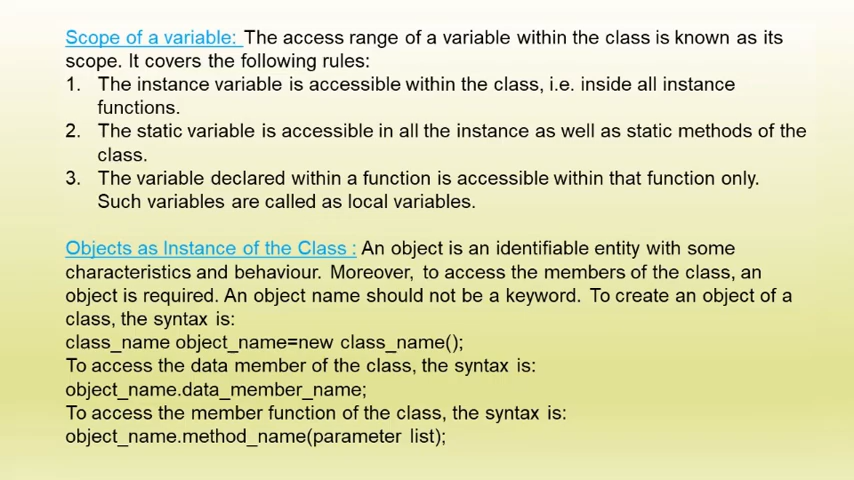 Scope of a variable: The access range of a variable within the class is known as its
scope. It covers the following rules:
1. The instance variable is accessible within the class, i.e. inside all instance
functions.
2. The static variable is accessible in all the instance as well as static methods of the
class.
3. The variable declared within a function is accessible within that function only.
Such variables are called as local variables.
Objects as Instance of the Class : An object is an identifiable entity with some
characteristics and behaviour. Moreover, to access the members of the class, an
object is required. An object name should not be a keyword. To create an object of a
class, the syntax is:
class_name object_name=new class_name();
To access the data member of the class, the syntax is:
object_name.data_member_name;
To access the member function of the class, the syntax is:
object_name.method_name(parameter list);